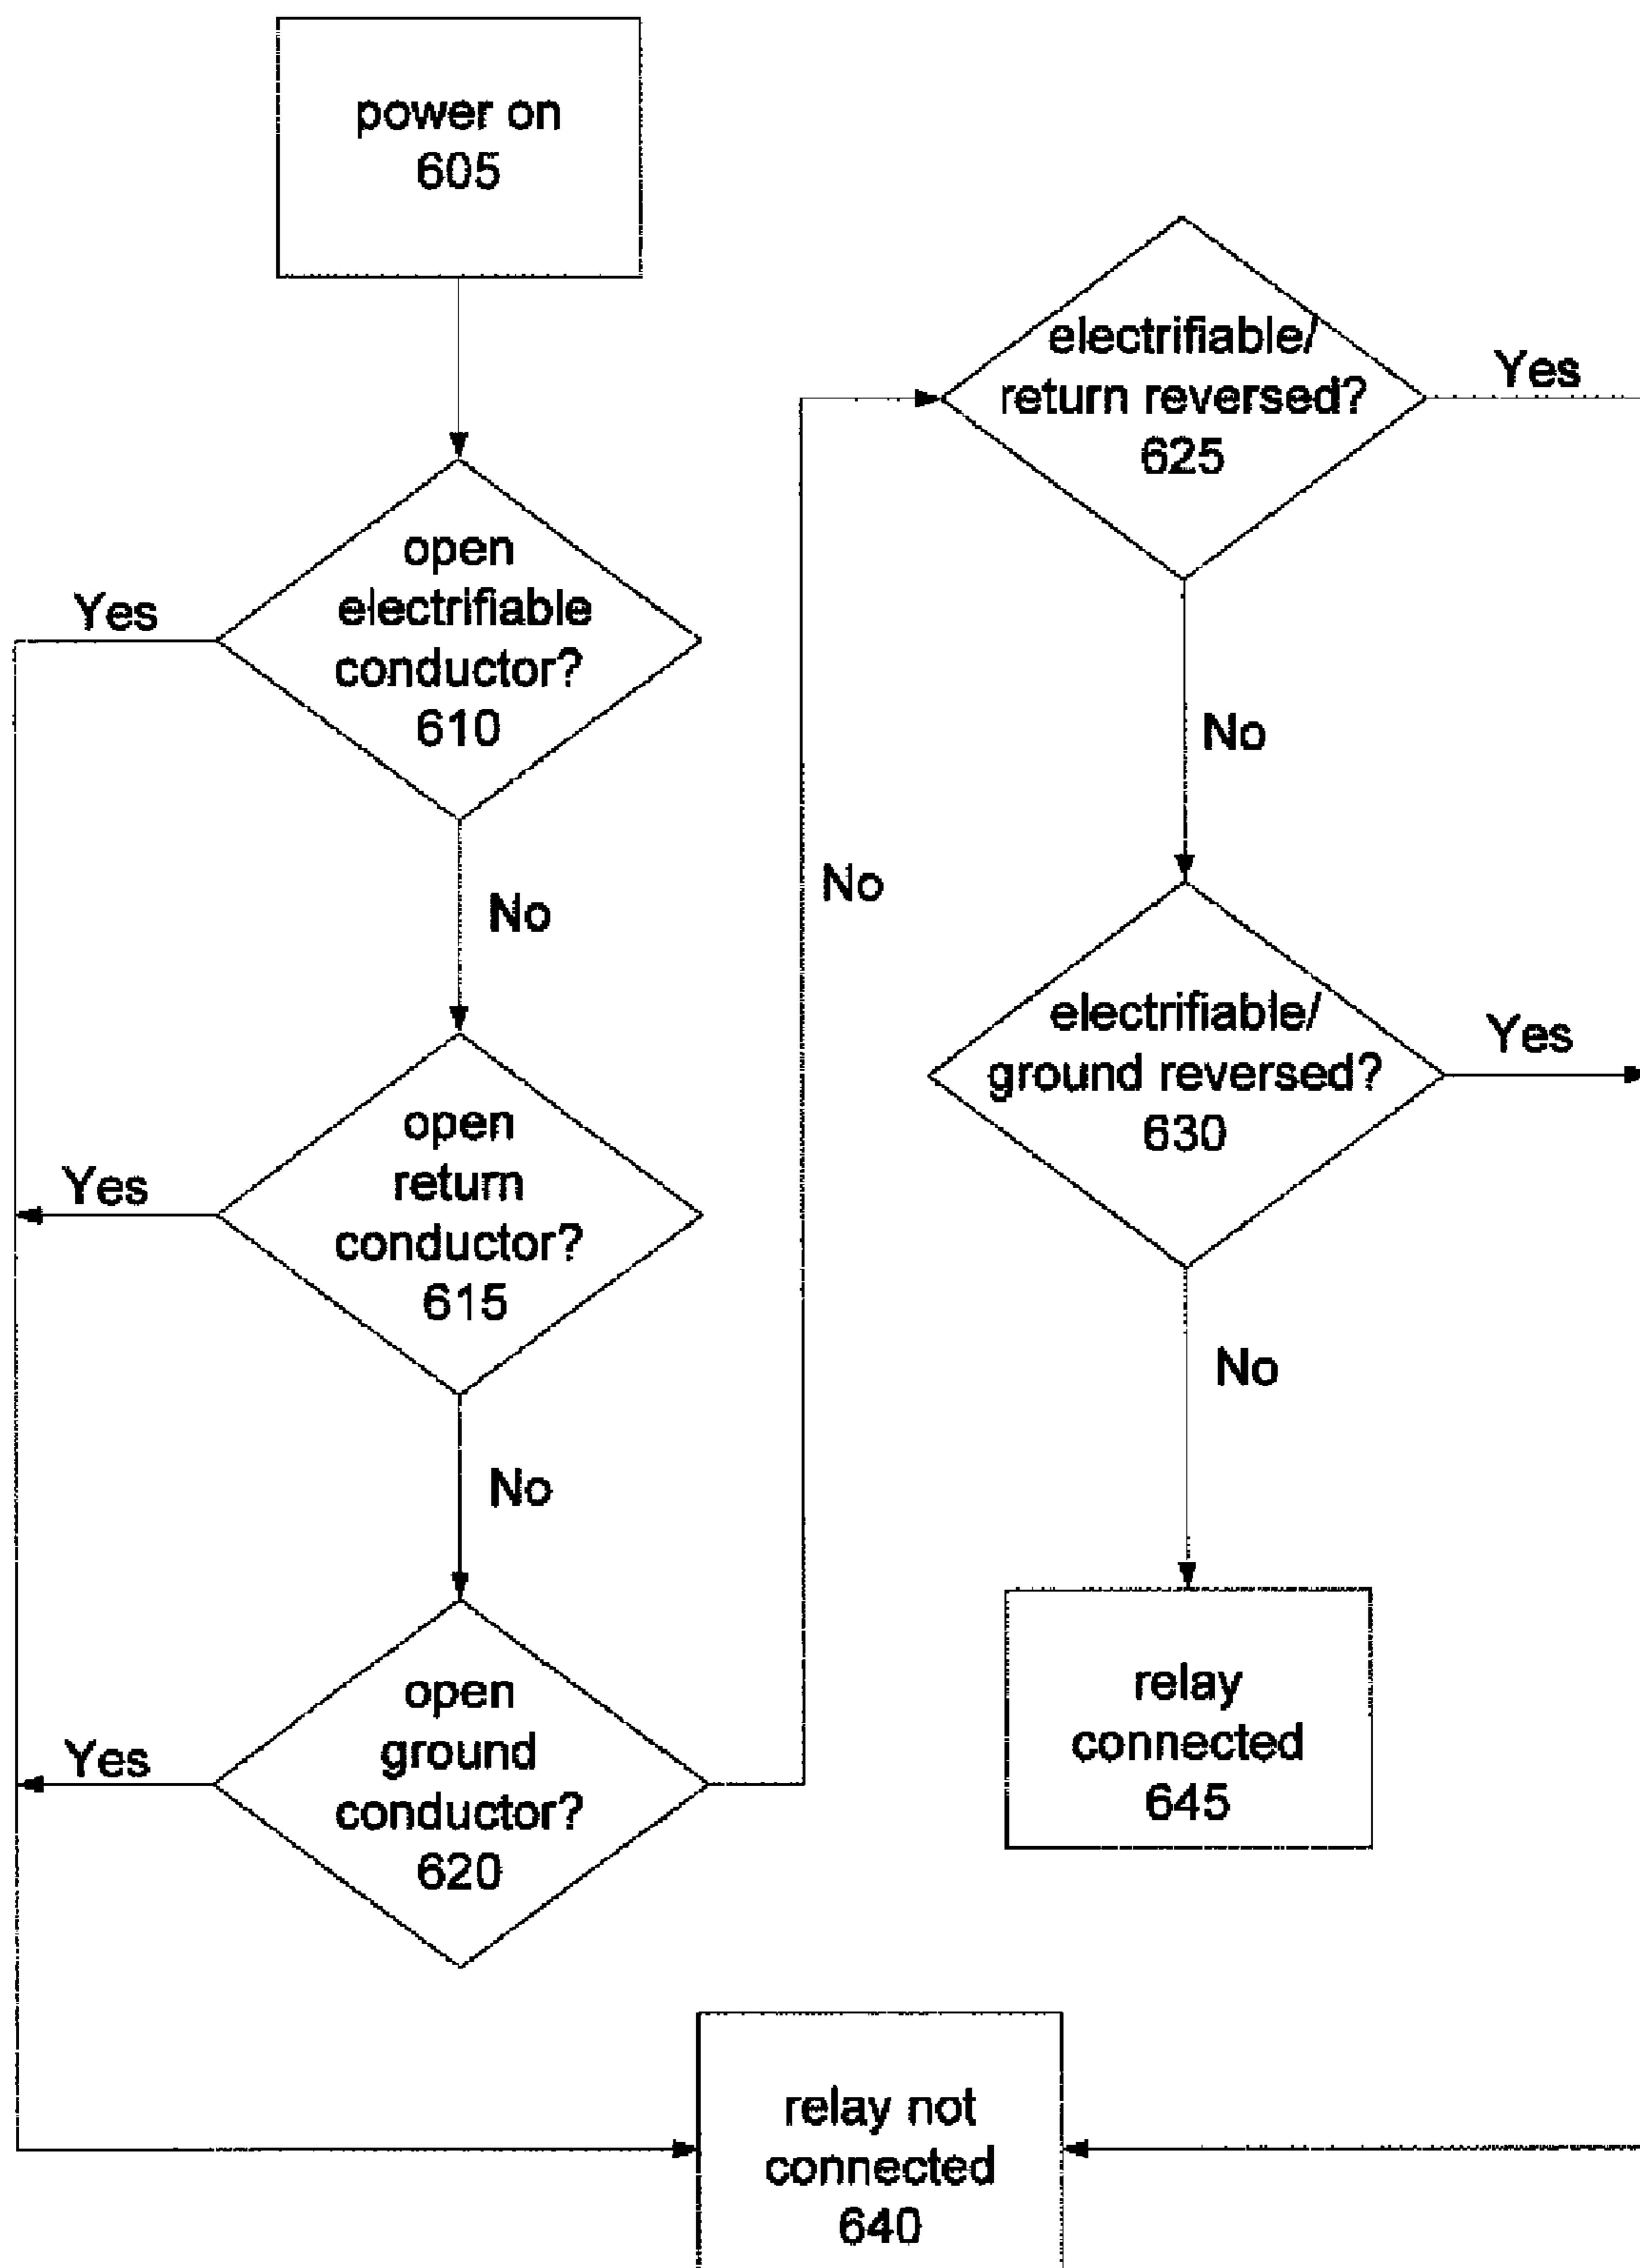 power on
605
open
electrifiable
conductor?
610
Yes
No
open
return
conductor?
615
Yes
No
open
ground
conductor?
620
Yes
No
electrifiable/
return reversed?
625
Yes
No
electrifiable/
ground reversed?
630
Yes
No
relay
connected
645
relay not
connected
640